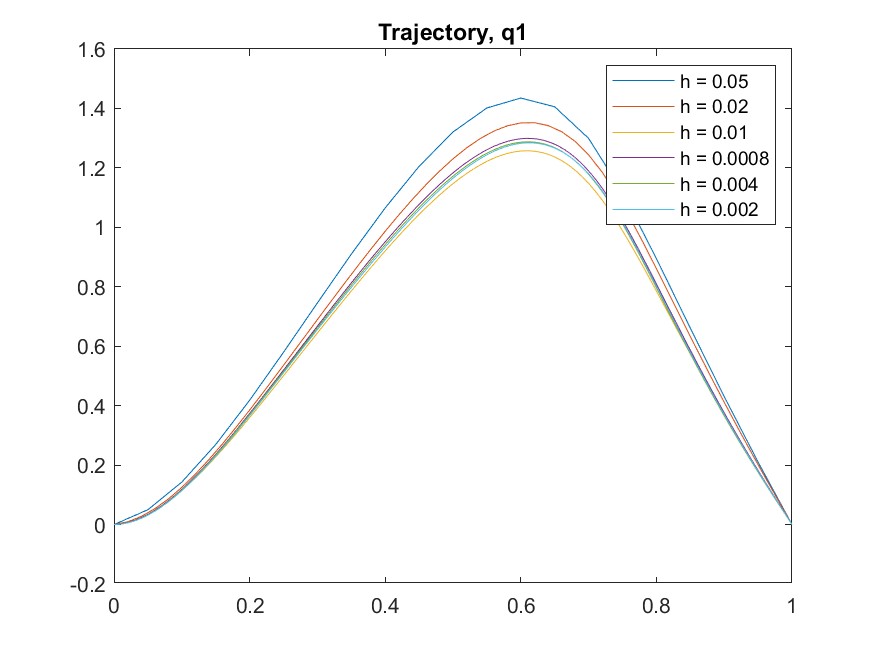 Trajectory, q1
1.6
1.4
1.2
1
0.8
0.6
0.4
0.2
0
-0.2
h = 0.05
h = 0.02
h = 0.01
h = 0.0008
h = 0.004
h = 0.002
0 0.2 0.4 0.6 0.8 1